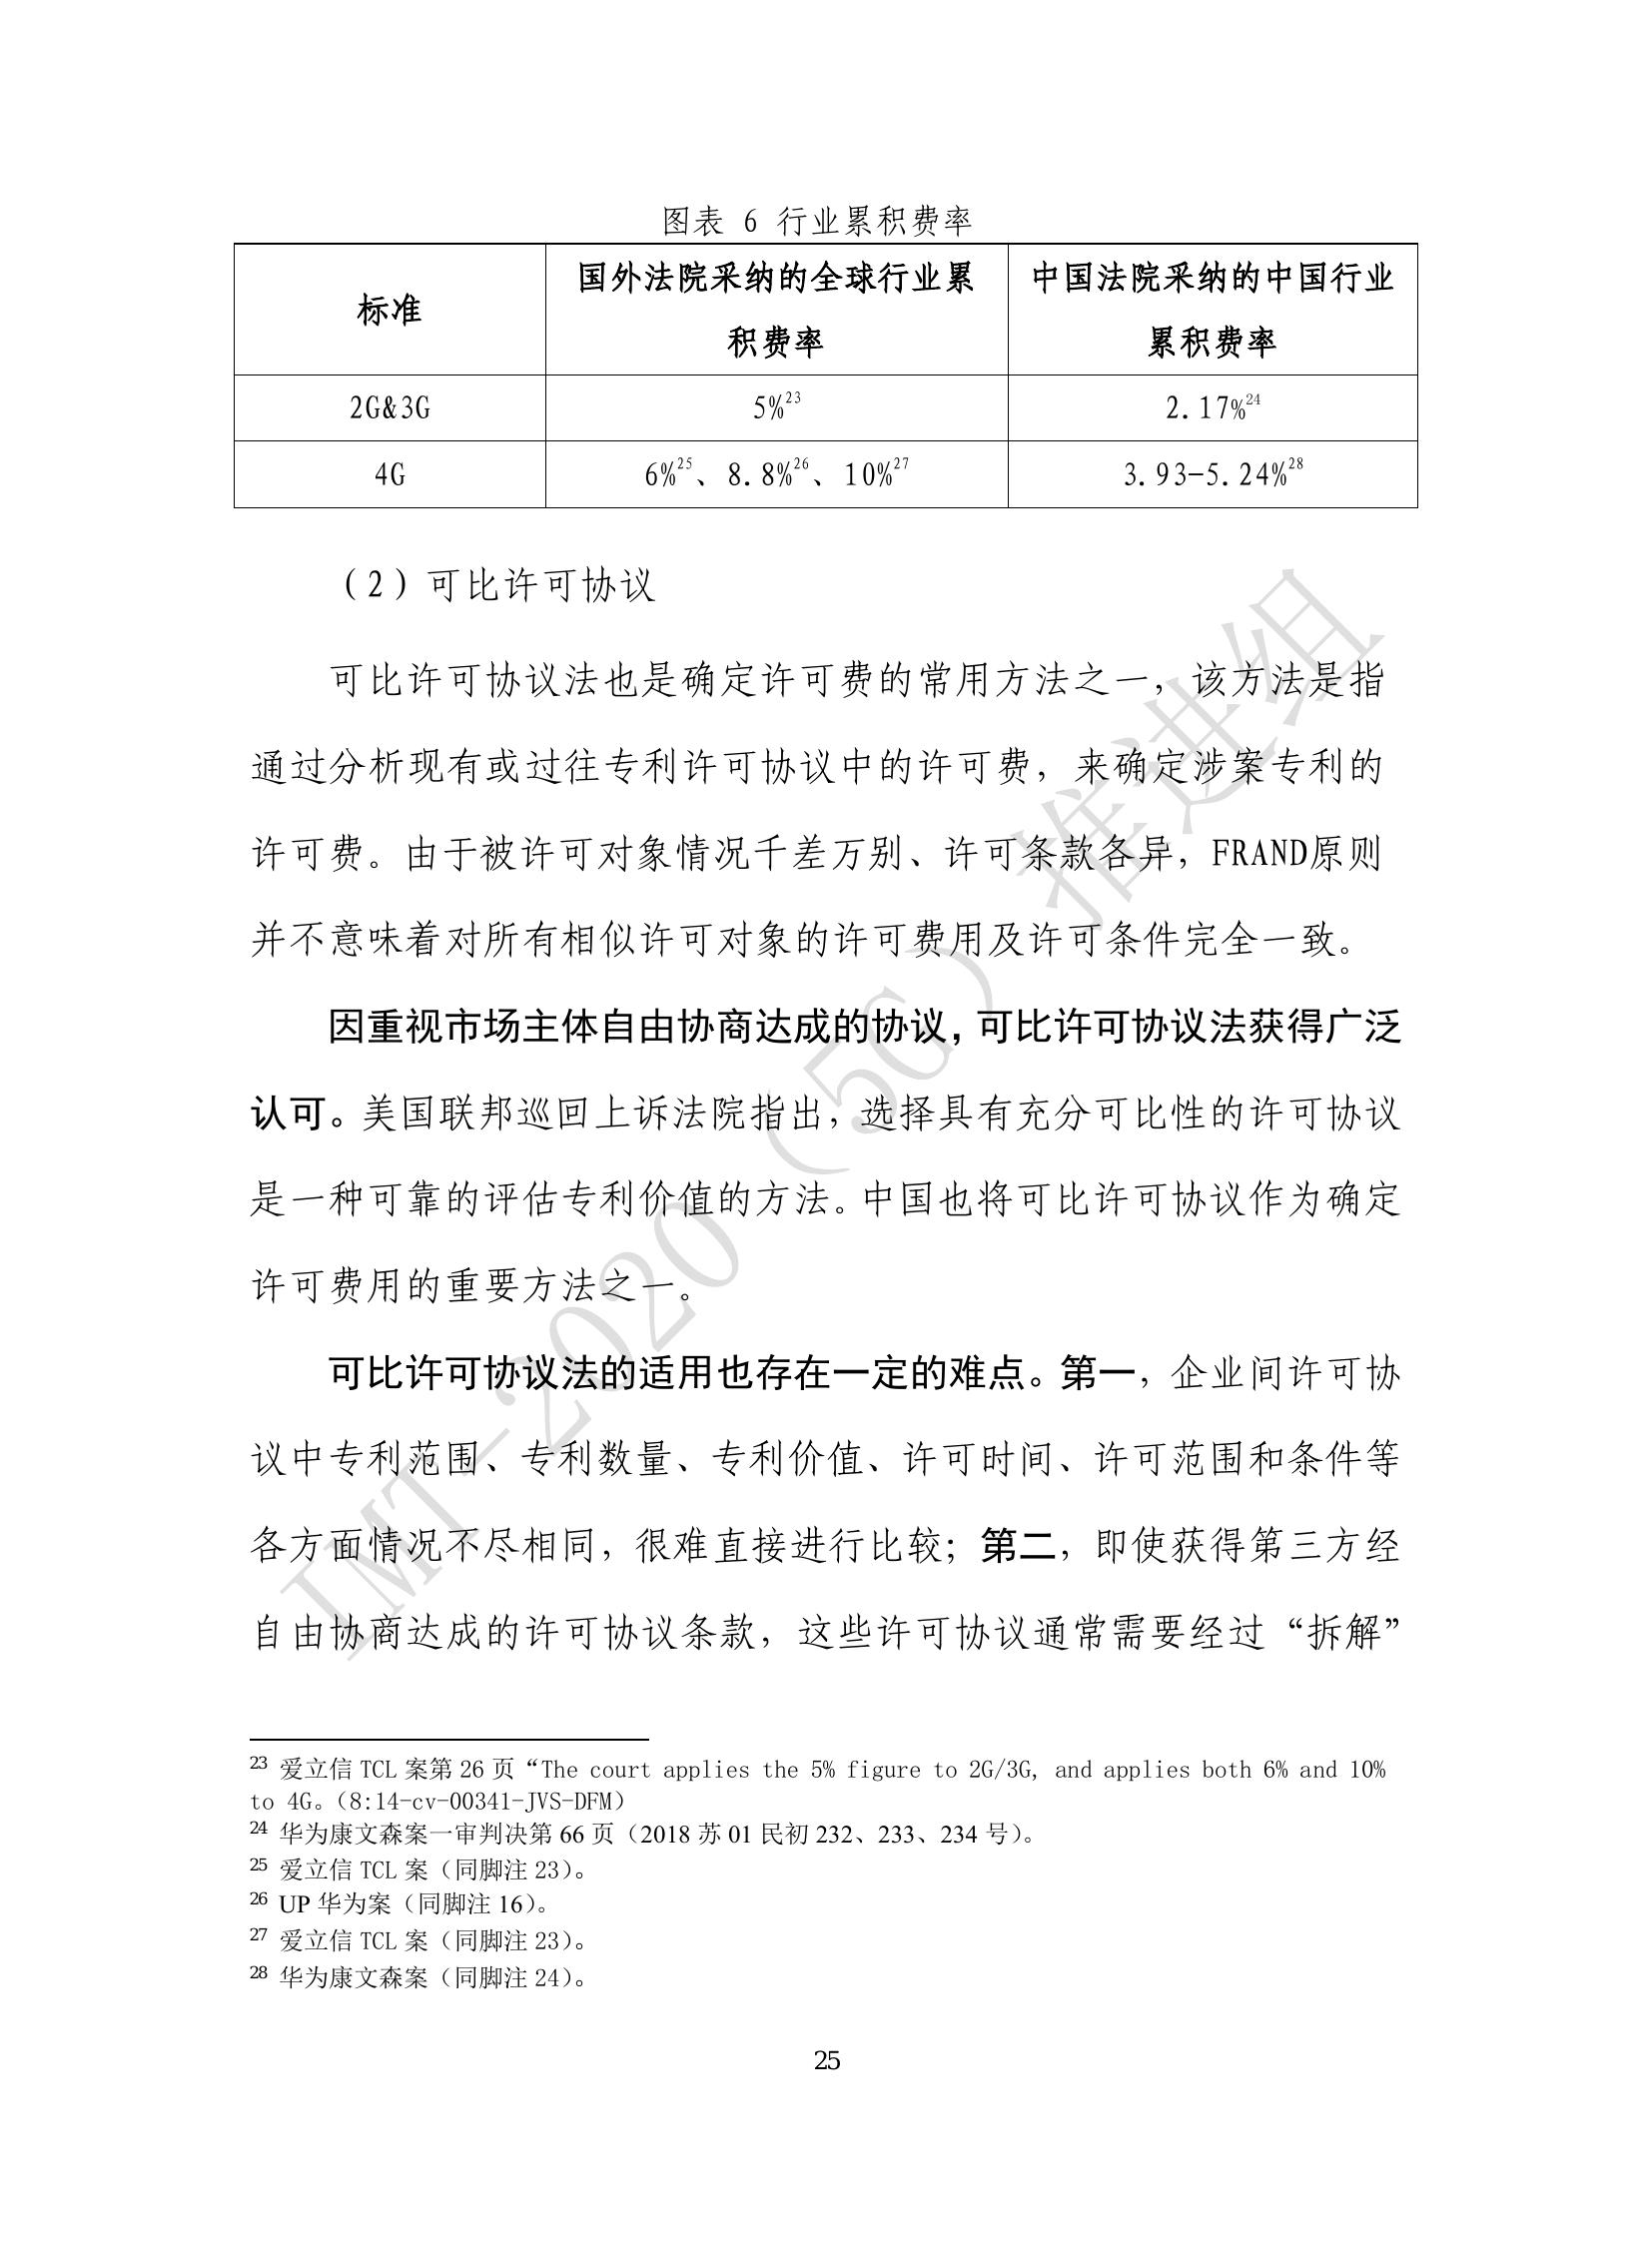 图表 6 行业累积费率
标准
国外法院采纳的全球行业累
积费率
中国法院采纳的中国行业
累积费率
2G&3G
5%23
2.17%24
4G
6%25、8.8%26、10%27
3.93-5.24%28
（2）可比许可协议
可比许可协议法也是确定许可费的常用方法之一，该方法是指
通过分析现有或过往专利许可协议中的许可费，来确定涉案专利的
许可费。由于被许可对象情况千差万别、许可条款各异，FRAND原则
并不意味着对所有相似许可对象的许可费用及许可条件完全一致。
因重视市场主体自由协商达成的协议，可比许可协议法获得广泛
认可。美国联邦巡回上诉法院指出，选择具有充分可比性的许可协议
是一种可靠的评估专利价值的方法。中国也将可比许可协议作为确定
许可费用的重要方法之一。
可比许可协议法的适用也存在一定的难点。第一，企业间许可协
议中专利范围、专利数量、专利价值、许可时间、许可范围和条件等
各方面情况不尽相同，很难直接进行比较；第二，即使获得第三方经
自由协商达成的许可协议条款，这些许可协议通常需要经过“拆解”
IMT-2020（5G）推进组
23 爱立信 TCL 案第 26 页“The court applies the 5% figure to 2G/3G, and applies both 6% and 10%
to 4G。（8:14-cv-00341-JVS-DFM）
24 华为康文森案一审判决第 66 页（2018 苏 01 民初 232、233、234 号）。
25 爱立信 TCL 案（同脚注 23）。
26 UP 华为案（同脚注 16）。
27 爱立信 TCL 案（同脚注 23）。
28 华为康文森案（同脚注 24）。
25